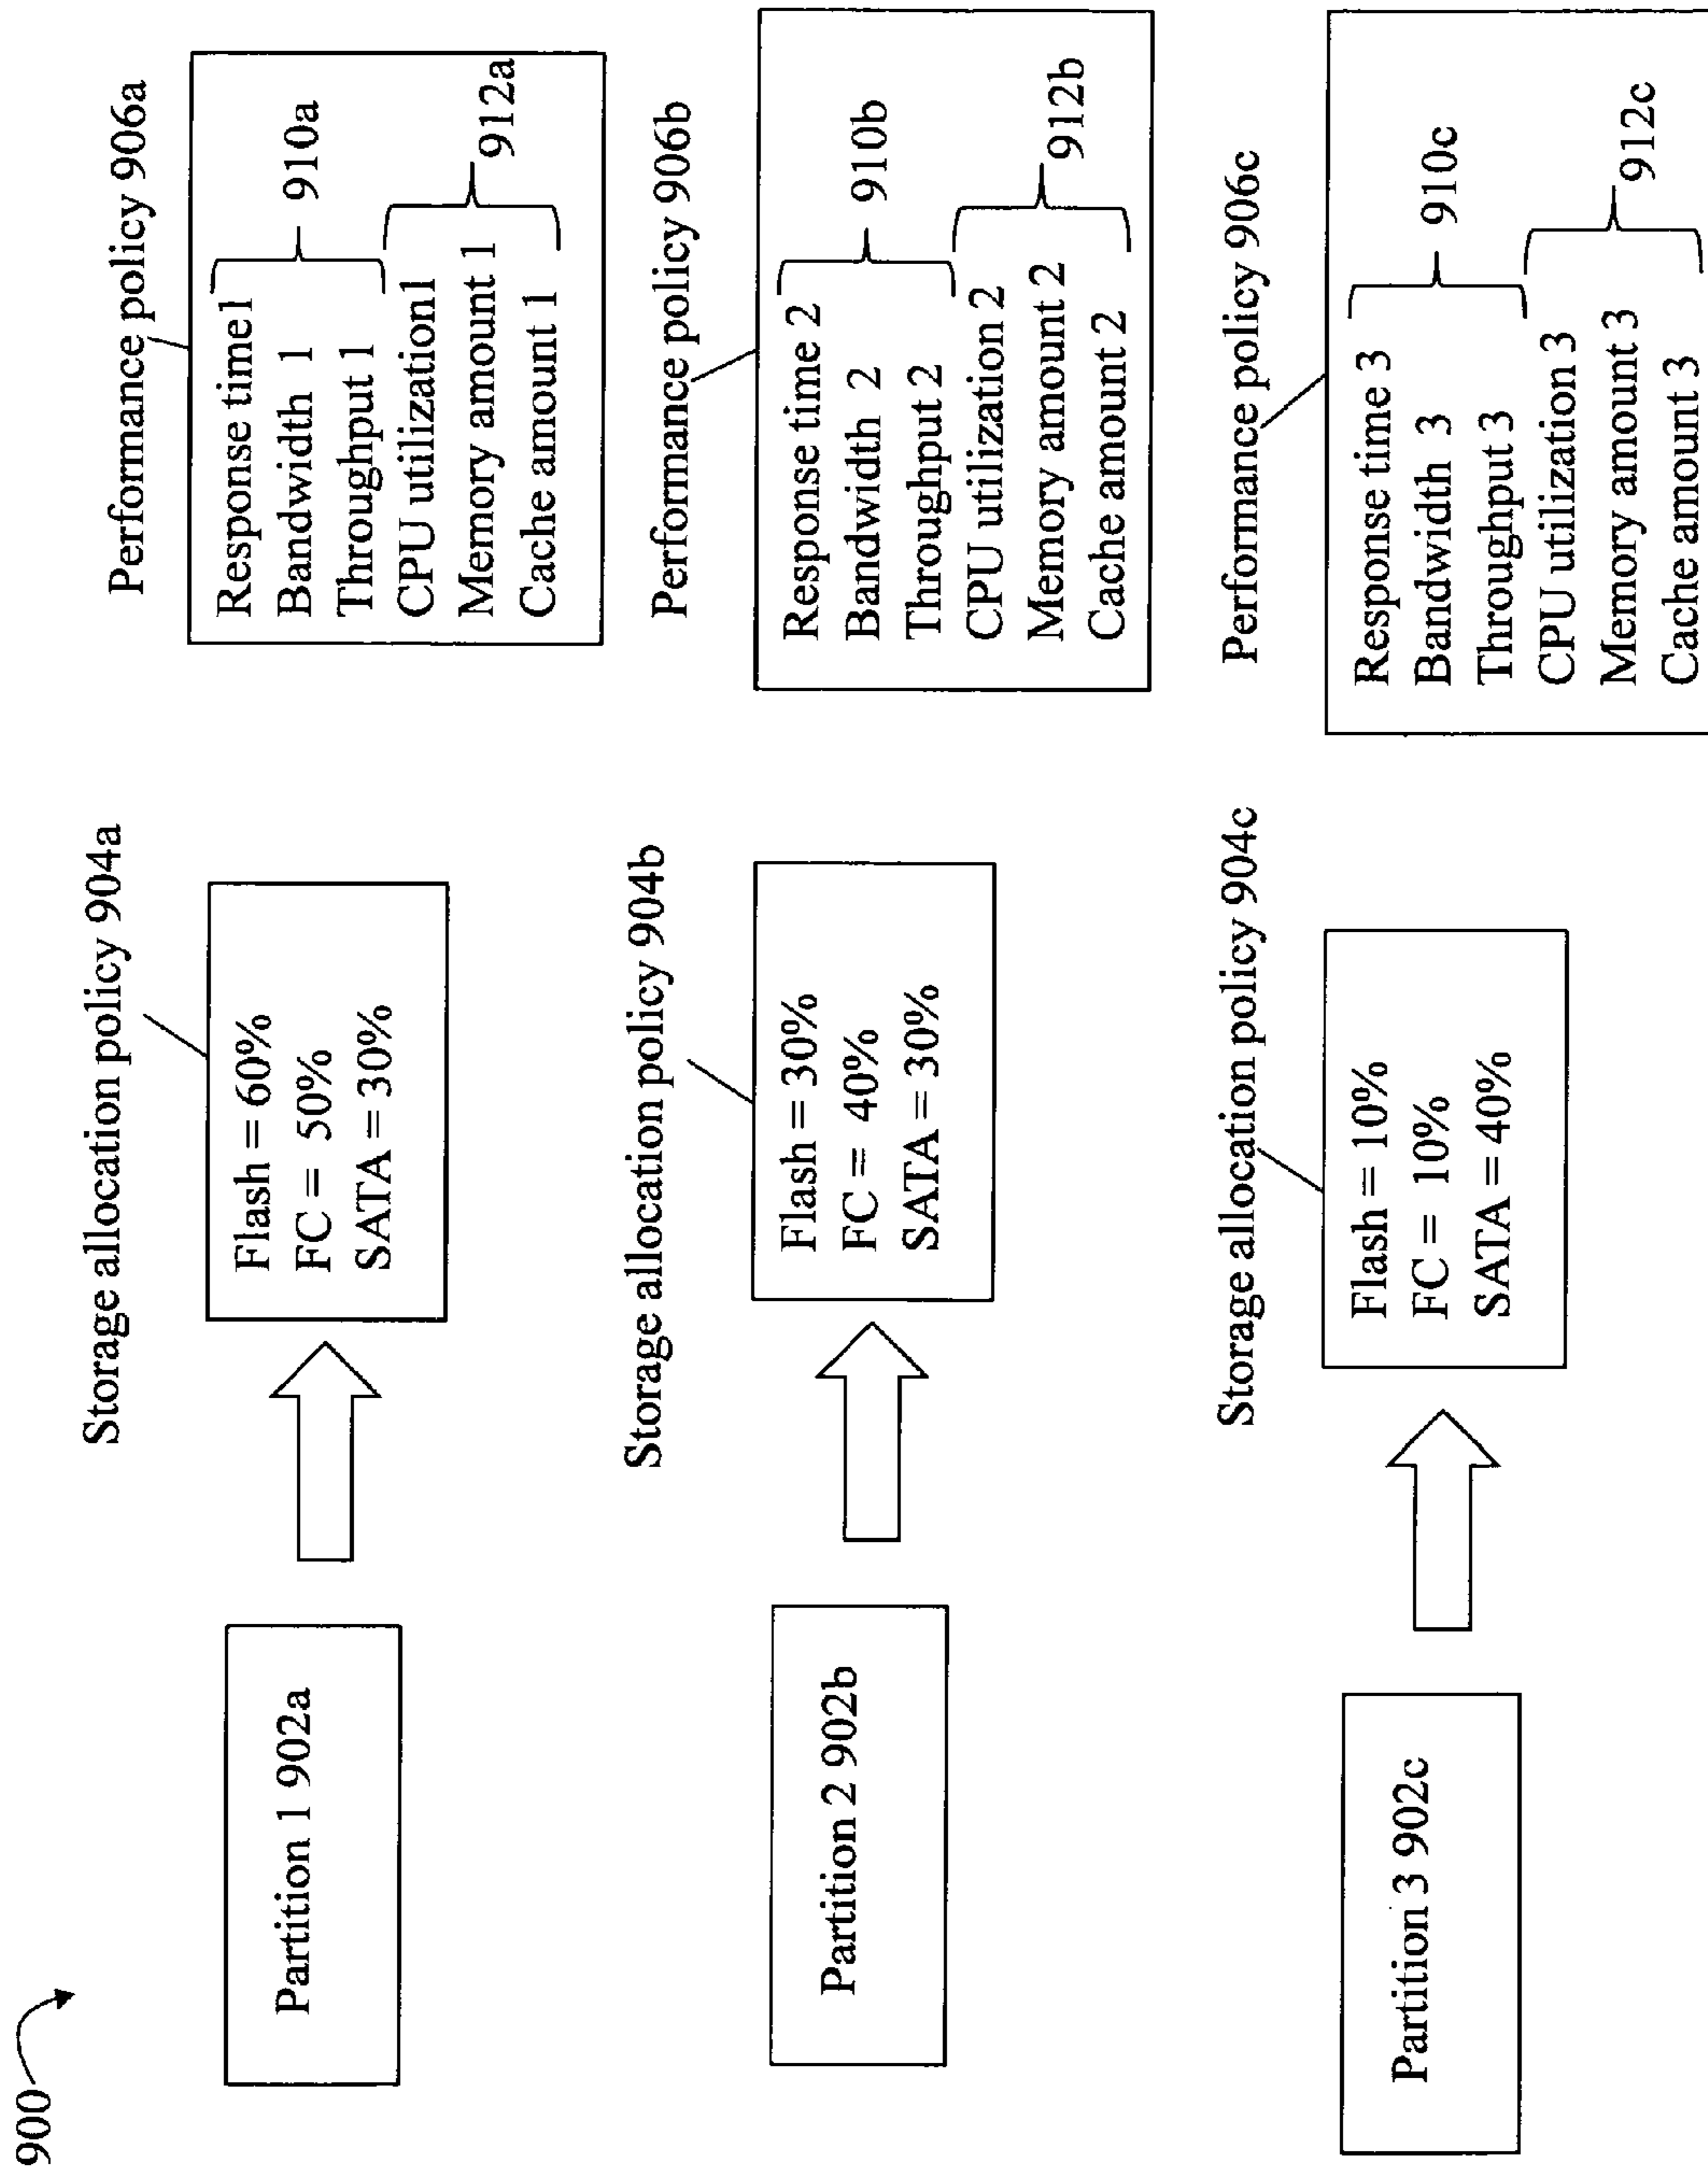 900
Partition 1 902a
Storage allocation policy 904a
Flash = 60%
FC = 50%
SATA = 30%
Performance policy 906a
Response time1
Bandwidth 1
Throughput 1
CPU utilization1
Memory amount 1
Cache amount 1
910a
912a
Partition 2 902b
Storage allocation policy 904b
Flash = 30%
FC = 40%
SATA = 30%
Performance policy 906b
Response time 2
Bandwidth 2
Throughput 2
CPU utilization 2
Memory amount 2
Cache amount 2
910b
912b
Partition 3 902c
Storage allocation policy 904c
Flash = 10%
FC = 10%
SATA = 40%
Performance policy 906c
Response time 3
Bandwidth 3
Throughput 3
CPU utilization 3
Memory amount 3
Cache amount 3
910c
912c